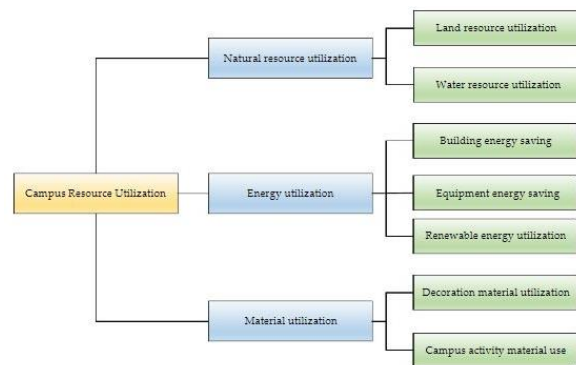 Land resource utilization
Natural resource utilization
Water resource utilization
Building energy saving
Campus Resource Utilization
Energy utilization
Equipment energy saving
Renewable energy utilization
Decoration material utilization
Material utilization
Campus activity material use